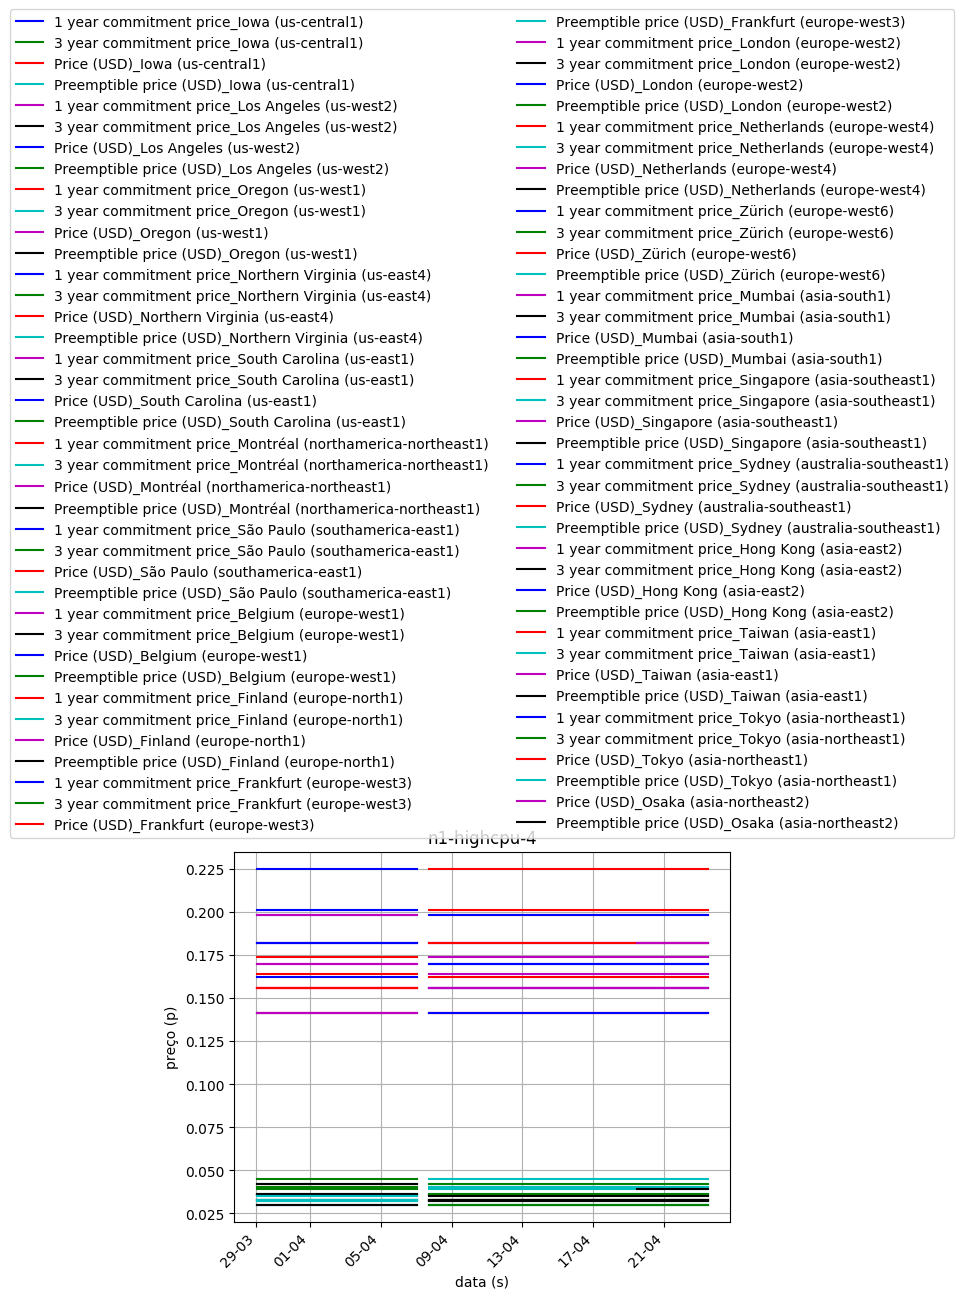 1 year commitment price_Iowa (us-central1)
3 year commitment price_Iowa (us-central1)
Price (USD)_Iowa (us-central1)
Preemptible price (USD)_Iowa (us-central1)
1 year commitment price_Los Angeles (us-west2)
3 year commitment price_Los Angeles (us-west2)
Price (USD)_Los Angeles (us-west2)
Preemptible price (USD)_Los Angeles (us-west2)
1 year commitment price_Oregon (us-west1)
3 year commitment price_Oregon (us-west1)
Price (USD)_Oregon (us-west1)
Preemptible price (USD)_Oregon (us-west1)
1 year commitment price_Northern Virginia (us-east4)
3 year commitment price_Northern Virginia (us-east4)
Price (USD)_Northern Virginia (us-east4)
Preemptible price (USD)_Northern Virginia (us-east4)
1 year commitment price_South Carolina (us-east1)
3 year commitment price_South Carolina (us-east1)
Price (USD)_South Carolina (us-east1)
Preemptible price (USD)_South Carolina (us-east1)
1 year commitment price_Montréal (northamerica-northeast1)
3 year commitment price_Montréal (northamerica-northeast1)
Price (USD)_Montréal (northamerica-northeast1)
Preemptible price (USD)_Montréal (northamerica-northeast1)
1 year commitment price_São Paulo (southamerica-east1)
3 year commitment price_São Paulo (southamerica-east1)
Price (USD)_São Paulo (southamerica-east1)
Preemptible price (USD)_São Paulo (southamerica-east1)
1 year commitment price_Belgium (europe-west1)
3 year commitment price_Belgium (europe-west1)
Price (USD)_Belgium (europe-west1)
Preemptible price (USD)_Belgium (europe-west1)
1 year commitment price_Finland (europe-north1)
3 year commitment price_Finland (europe-north1)
Price (USD)_Finland (europe-north1)
Preemptible price (USD)_Finland (europe-north1)
1 year commitment price_Frankfurt (europe-west3)
3 year commitment price_Frankfurt (europe-west3)
Price (USD)_Frankfurt (europe-west3)
Preemptible price (USD)_Frankfurt (europe-west3)
1 year commitment price_London (europe-west2)
3 year commitment price_London (europe-west2)
Price (USD)_London (europe-west2)
Preemptible price (USD)_London (europe-west2)
1 year commitment price_Netherlands (europe-west4)
3 year commitment price_Netherlands (europe-west4)
Price (USD)_Netherlands (europe-west4)
Preemptible price (USD)_Netherlands (europe-west4)
1 year commitment price_Zürich (europe-west6)
3 year commitment price_Zürich (europe-west6)
Price (USD)_Zürich (europe-west6)
Preemptible price (USD)_Zürich (europe-west6)
1 year commitment price_Mumbai (asia-south1)
3 year commitment price_Mumbai (asia-south1)
Price (USD)_Mumbai (asia-south1)
Preemptible price (USD)_Mumbai (asia-south1)
1 year commitment price_Singapore (asia-southeast1)
3 year commitment price_Singapore (asia-southeast1)
Price (USD)_Singapore (asia-southeast1)
Preemptible price (USD)_Singapore (asia-southeast1)
1 year commitment price_Sydney (australia-southeast1)
3 year commitment price_Sydney (australia-southeast1)
Price (USD)_Sydney (australia-southeast1)
Preemptible price (USD)_Sydney (australia-southeast1)
1 year commitment price_Hong Kong (asia-east2)
3 year commitment price_Hong Kong (asia-east2)
Price (USD)_Hong Kong (asia-east2)
Preemptible price (USD)_Hong Kong (asia-east2)
1 year commitment price_Taiwan (asia-east1)
3 year commitment price_Taiwan (asia-east1)
Price (USD)_Taiwan (asia-east1)
Preemptible price (USD)_Taiwan (asia-east1)
1 year commitment price_Tokyo (asia-northeast1)
3 year commitment price_Tokyo (asia-northeast1)
Price (USD)_Tokyo (asia-northeast1)
Preemptible price (USD)_Tokyo (asia-northeast1)
Price (USD)_Osaka (asia-northeast2)
Preemptible price (USD)_Osaka (asia-northeast2)
n1-highcpu-4
0.225
0.200
0.175
0.150
0.125
0.100
0.075
0.050
0.025
preço (p)
29-03
01-04
05-04
09-04
13-04
17-04
21-04
data (s)